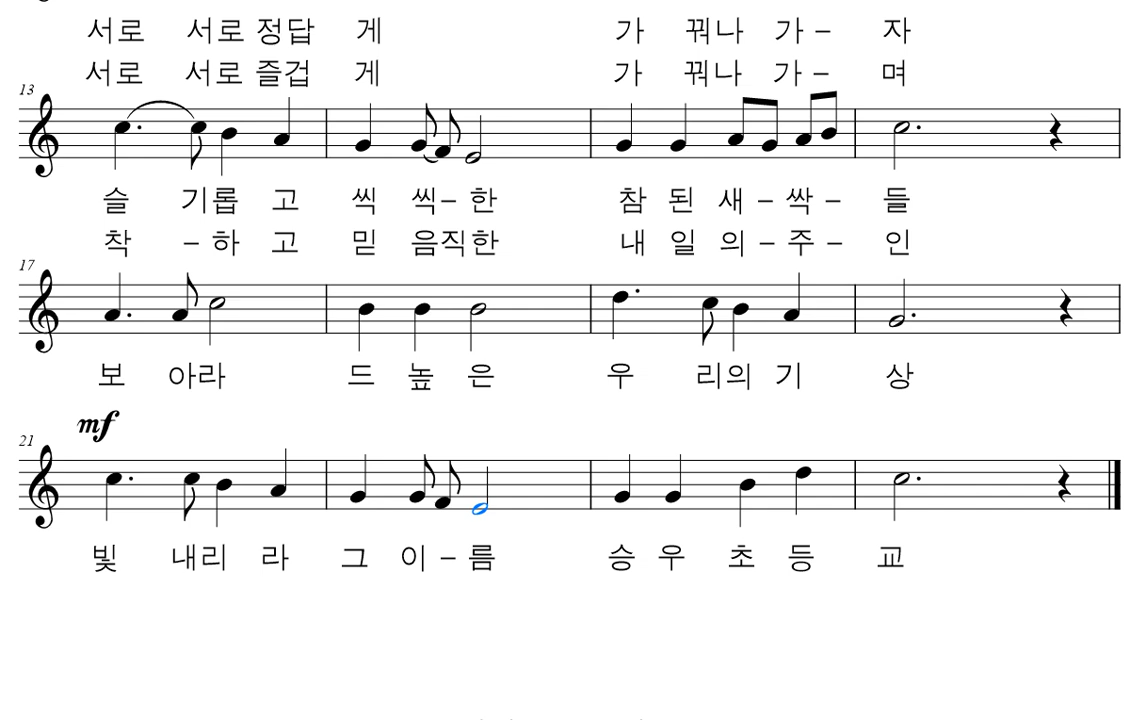 서로 서로 정답 게 가 꿔나 가 – 자
서로 서로 즐겁 게 가 꿔나 가 – 며
13
슬 기롭 고 씩 씩 – 한 참 된 새 – 싹 – 들
착 – 하 고 믿 음직한 내 일 의 – 주 – 인
17
보 아라 드 높 은 우 리의 기 상
mf
21
빛 내리 라 그 이 – 름 승 우 초 등 교